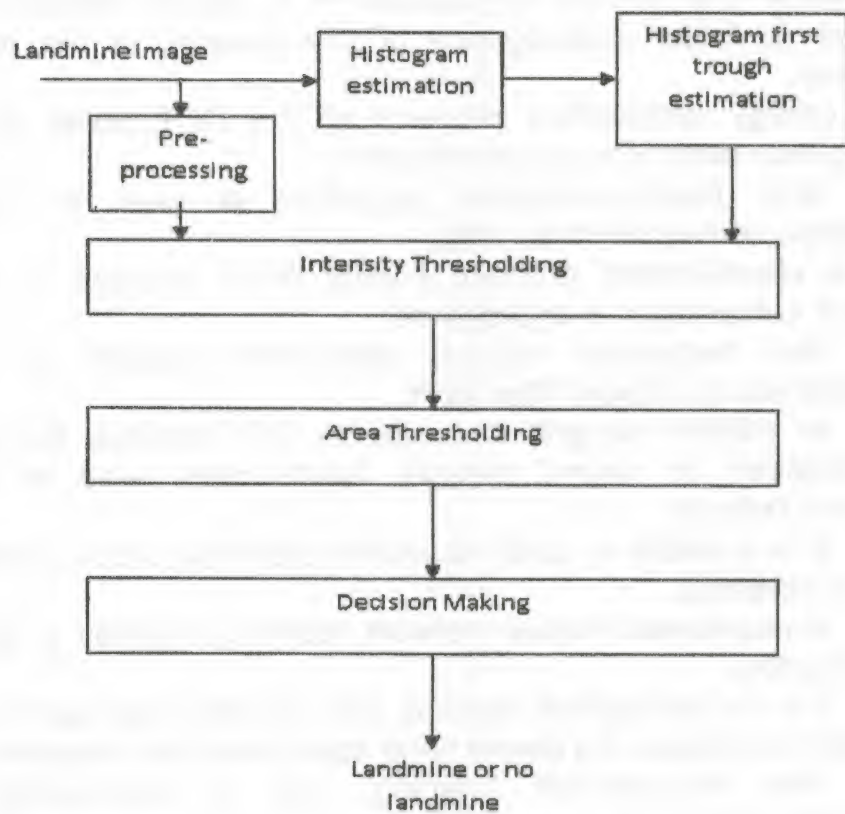 Landmine image
Histogram
estimation
Histogram first
trough
estimation
Pre-
processing
Intensity Thresholding
Area Thresholding
Decision Making
Landmine or no
landmine